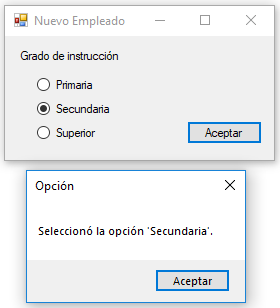 Nuevo Empleado
Grado de instrucción
Primaria
Secundaria
Superior
Aceptar
Opción
Seleccionó la opción 'Secundaria'.
Aceptar